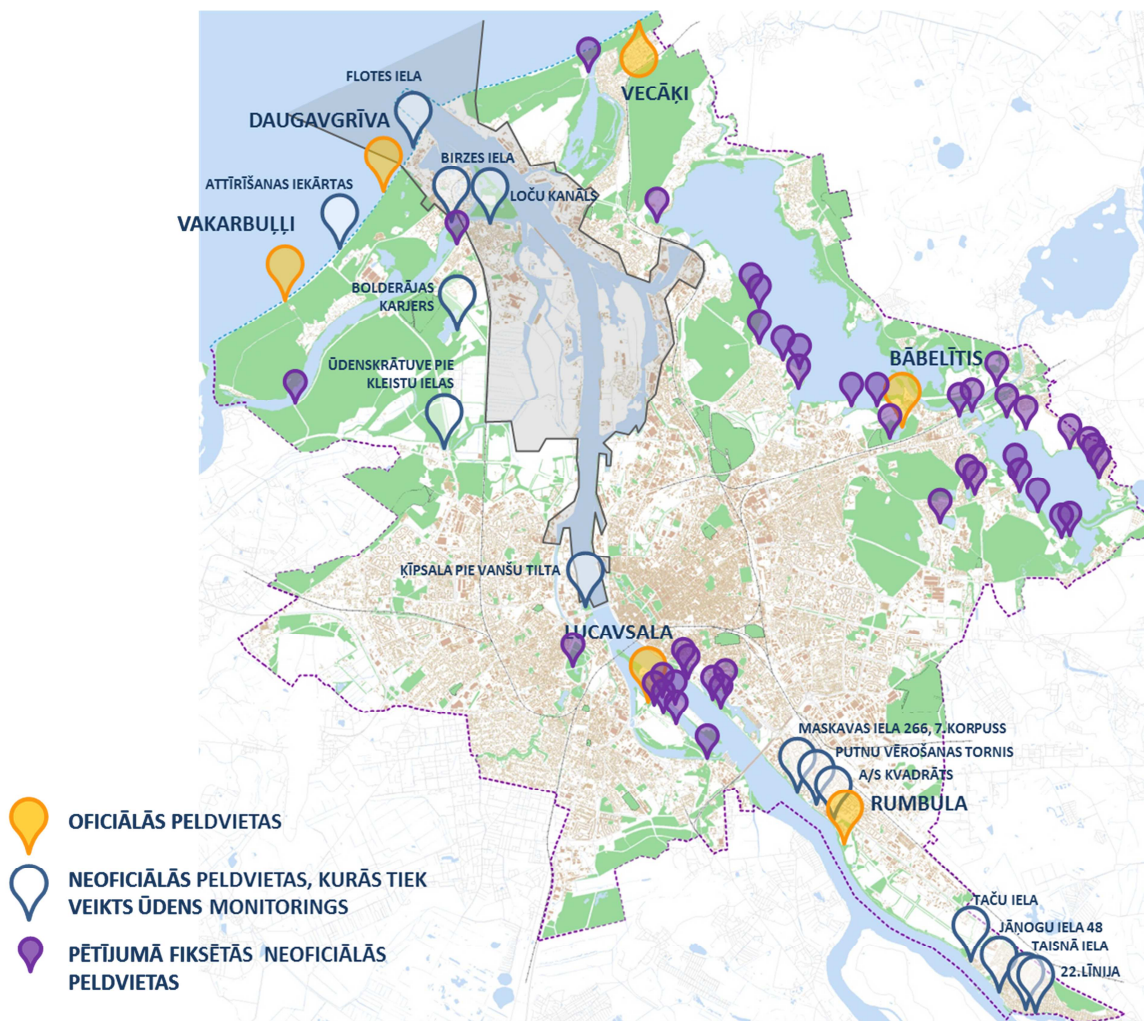 FLOTES IELA
VECĀĶI
DAUGAVGRĪVA
BIRZES IELA
ATTĪRĪŠANAS IEKĀRTAS
LOČU KANĀLS
VAKARBUĻĻI
BOLDERĀJAS
KARJERS
ŪDENSKRĀTUVE PIE
KLEISTU IELAS
BĀBELĪTIS
ĶĪPSALA PIE VANŠU TILTA
LUCAVSALA
MASKAVAS IELA 266, 7.KORPUSS
PUTNU VĒROŠANAS TORNIS
A/S KVADRĀTS
RUMBULA
OFICIĀLĀS PELDVIETAS
NEOFICIĀLĀS PELDVIETAS, KURĀS TIEK
VEIKTS ŪDENS MONITORINGS
TAČU IELA
JĀŅOGU IELA 48
TAISNĀ IELA
22.LĪNIJA
PĒTĪJUMĀ FIKSĒTĀS NEOFICIĀLĀS
PELDVIETAS